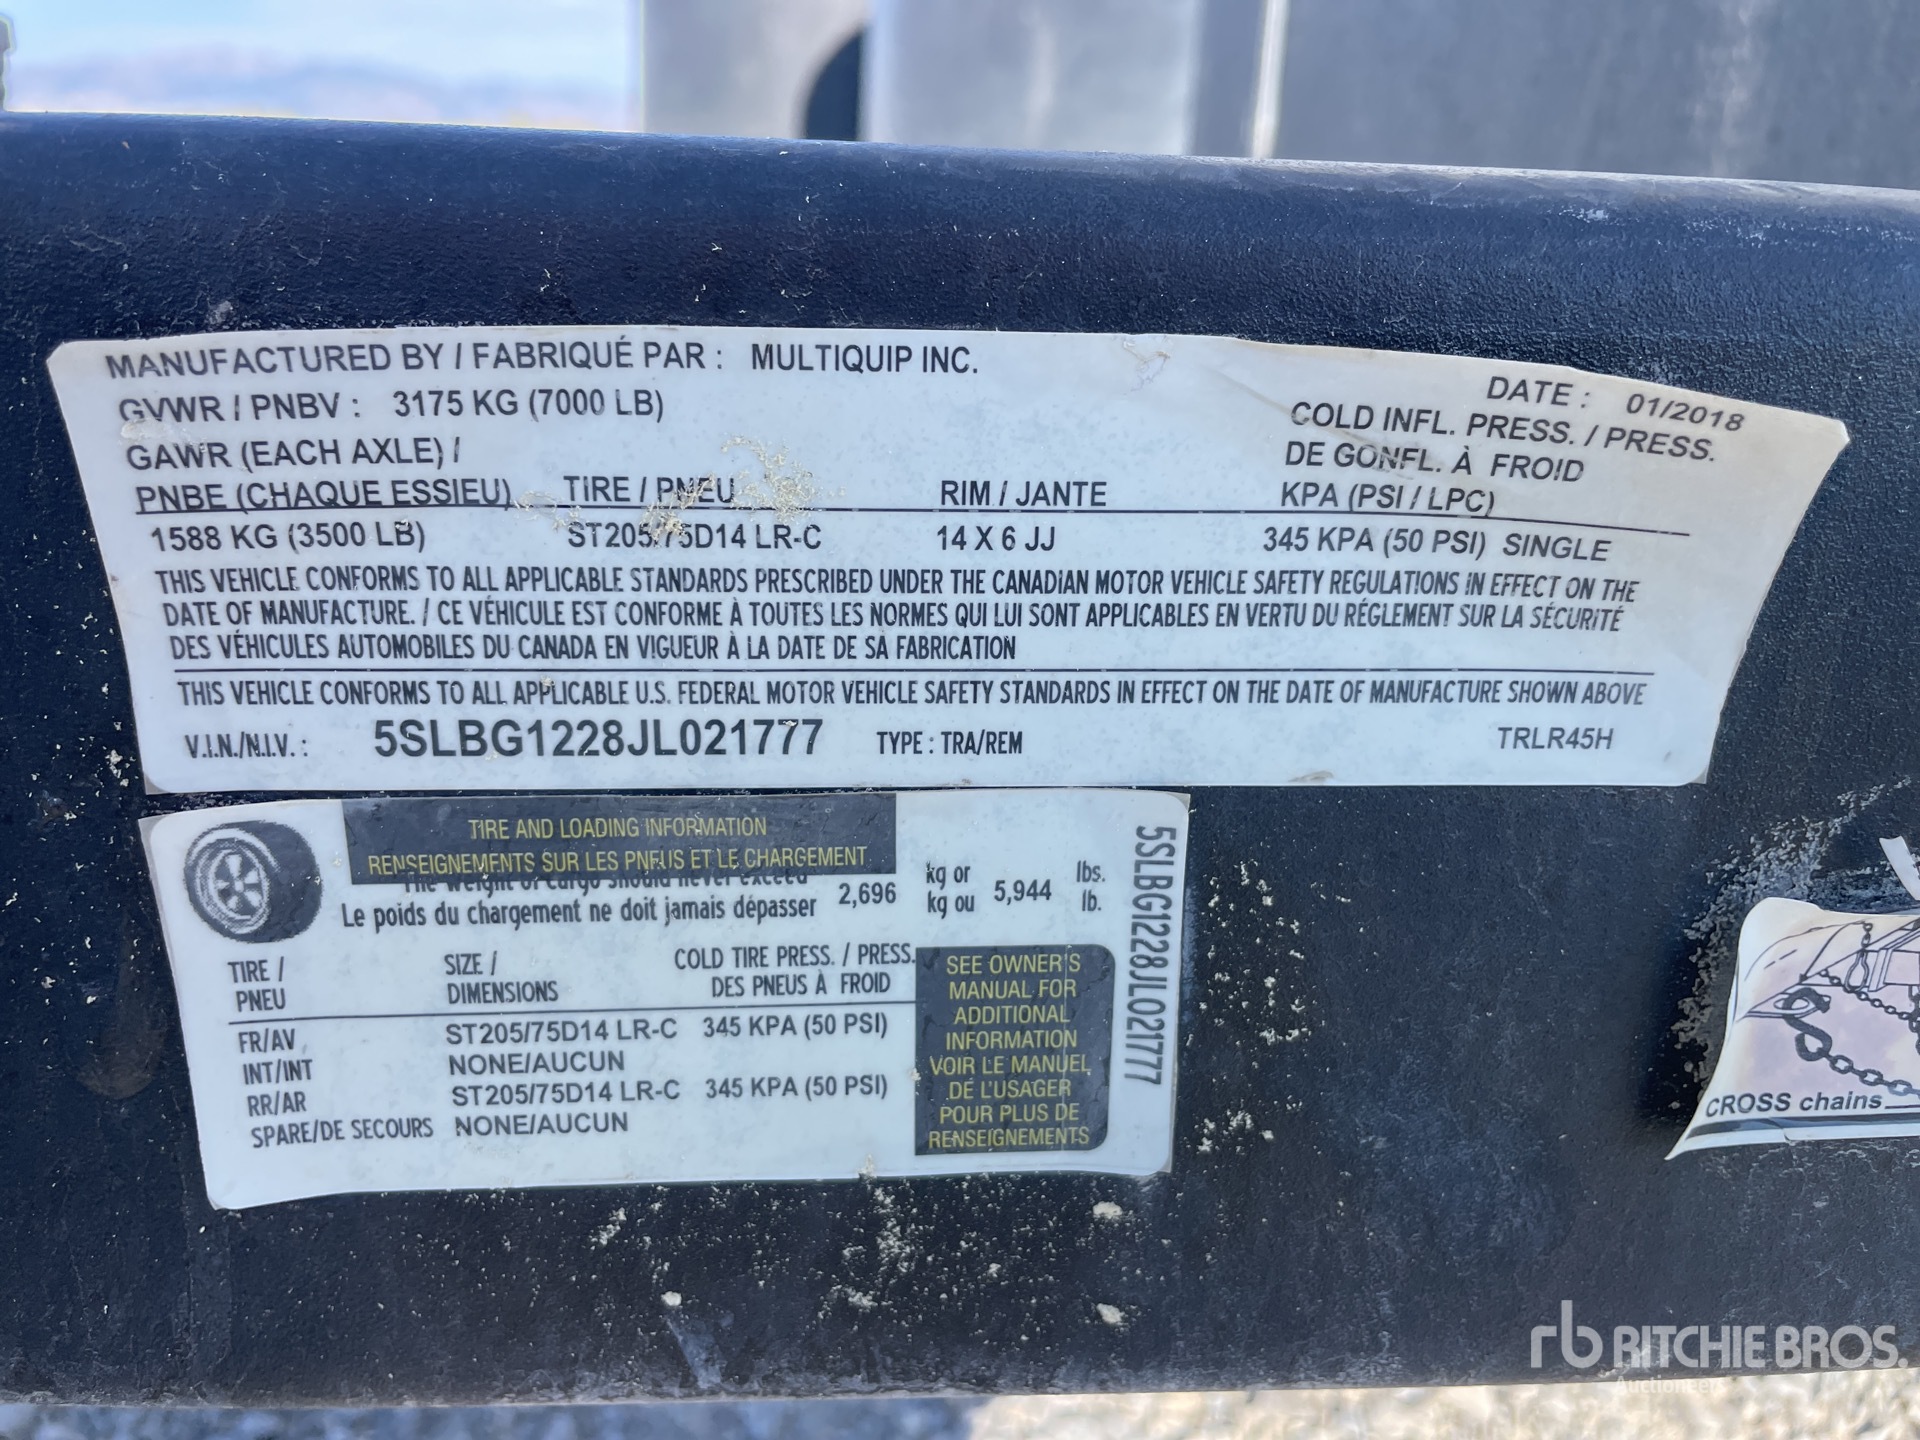 MANUFACTURED BY / FABRIQUÉ PAR : MULTIQUIP INC.
DATE : 01/2018
GVWR / PNBV : 3175 KG (7000 LB)
COLD INFL. PRESS. / PRESS.
GAWR (EACH AXLE) /
DE GONFL. À FROID
PNBE (CHAQUE ESSIEU) TIRE / PNEU RIM / JANTE KPA (PSI / LPC)
1588 KG (3500 LB) ST205/75D14 LR-C 14 X 6 JJ 345 KPA (50 PSI) SINGLE
THIS VEHICLE CONFORMS TO ALL APPLICABLE STANDARDS PRESCRIBED UNDER THE CANADIAN MOTOR VEHICLE SAFETY REGULATIONS IN EFFECT ON THE
DATE OF MANUFACTURE. / CE VÉHICULE EST CONFORME À TOUTES LES NORMES QUI LUI SONT APPLICABLES EN VERTU DU RÉGLEMENT SUR LA SÉCURITÉ
DES VÉHICULES AUTOMOBILES DU CANADA EN VIGUEUR À LA DATE DE SA FABRICATION
THIS VEHICLE CONFORMS TO ALL APPLICABLE U.S. FEDERAL MOTOR VEHICLE SAFETY STANDARDS IN EFFECT ON THE DATE OF MANUFACTURE SHOWN ABOVE
V.I.N./N.I.V. : 5SLBG1228JL021777 TYPE : TRA/REM TRLR45H
TIRE AND LOADING INFORMATION
RENSEIGNEMENTS SUR LES PNEUS ET LE CHARGEMENT
The weight of cargo should never exceed
Le poids du chargement ne doit jamais dépasser
2,696 kg or 5,944 lbs.
kg ou lb.
TIRE / SIZE / COLD TIRE PRESS. / PRESS.
PNEU DIMENSIONS DES PNEUS À FROID
FR/AV ST205/75D14 LR-C 345 KPA (50 PSI)
INT/INT NONE/AUCUN
RR/AR ST205/75D14 LR-C 345 KPA (50 PSI)
SPARE/DE SECOURS NONE/AUCUN
SEE OWNER'S
MANUAL FOR
ADDITIONAL
INFORMATION
VOIR LE MANUEL
DE L'USAGER
POUR PLUS DE
RENSEIGNEMENTS
5SLBG1228JL021777
CROSS chains
rb RITCHIE BROS.
Auctioneers